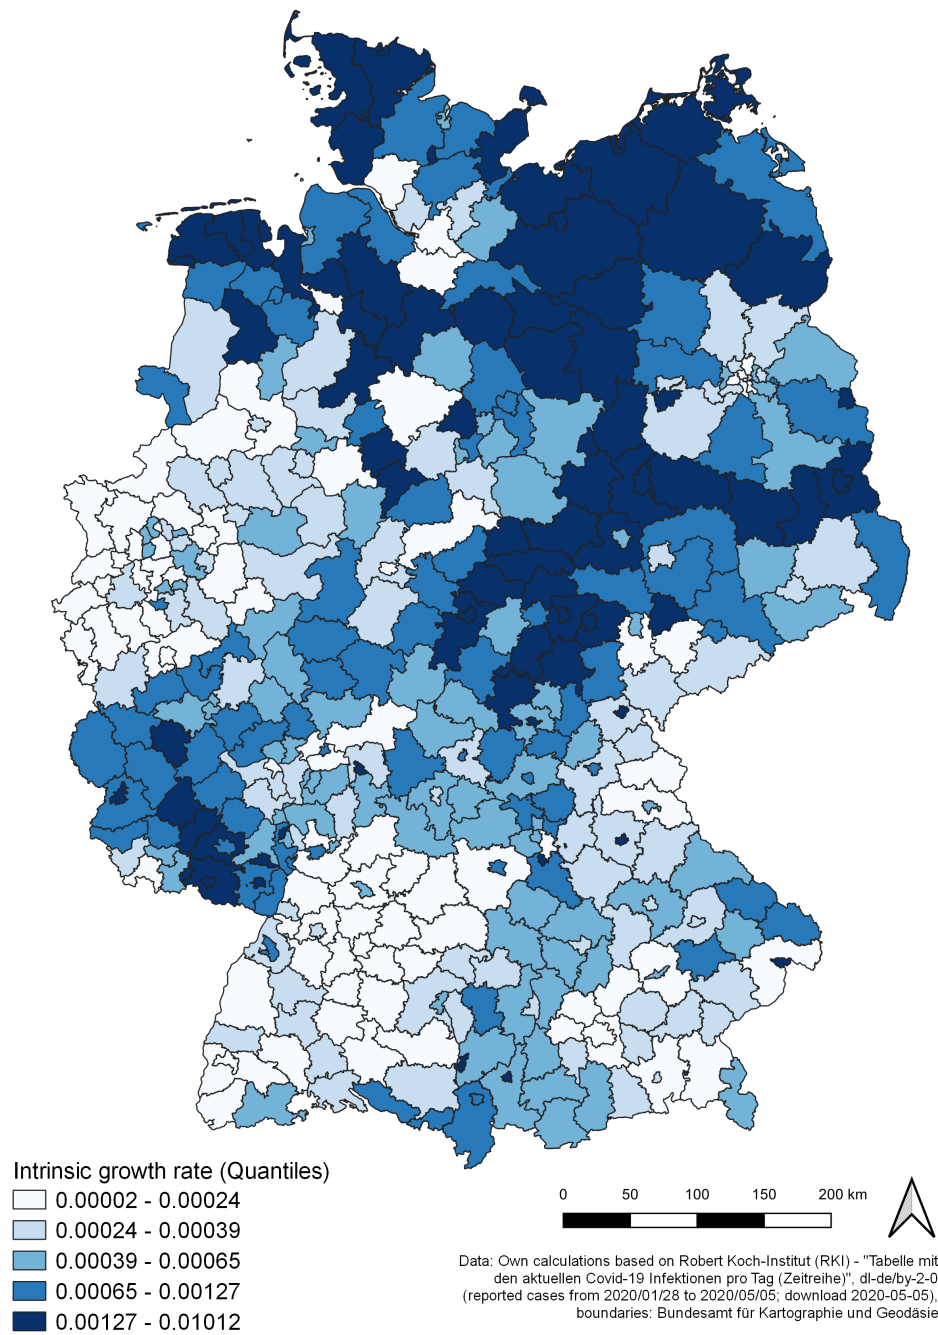 Intrinsic growth rate (Quantiles)
0.00002 - 0.00024
0.00024 - 0.00039
0.00039 - 0.00065
0.00065 - 0.00127
0.00127 - 0.01012
0 50 100 150 200 km
Data: Own calculations based on Robert Koch-Institut (RKI) - "Tabelle mit
den aktuellen Covid-19 Infektionen pro Tag (Zeitreihe)", dl-de/by-2-0
(reported cases from 2020/01/28 to 2020/05/05; download 2020-05-05),
boundaries: Bundesamt für Kartographie und Geodäsie